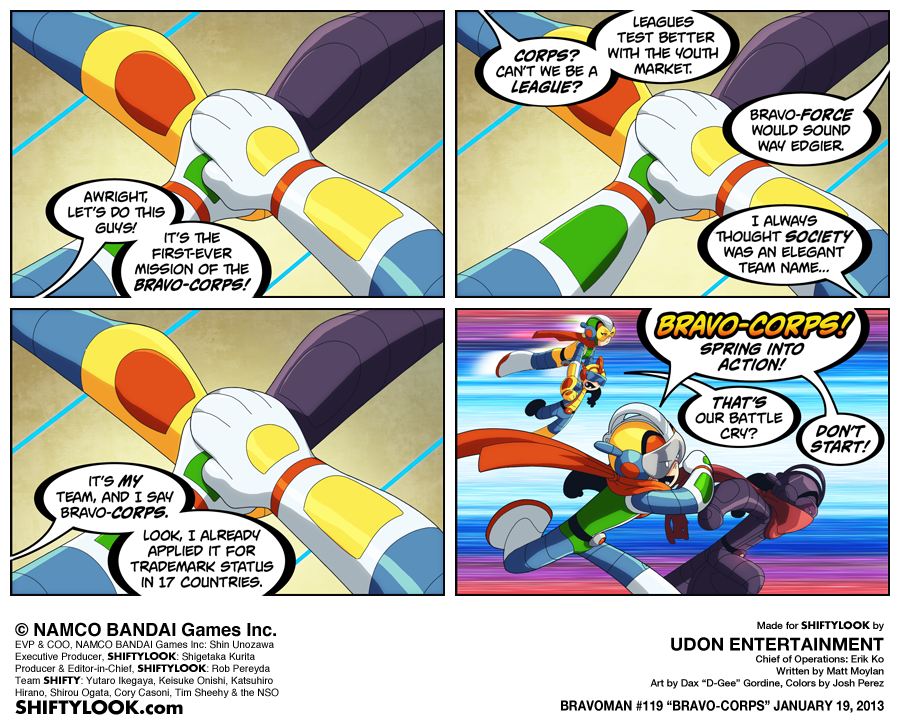 AWRIGHT,
LET'S DO THIS
GUYS!
IT'S THE
FIRST-EVER
MISSION OF THE
BRAVO-CORPS!
CORPS?
CAN'T WE BE A
LEAGUE?
LEAGUES
TEST BETTER
WITH THE YOUTH
MARKET.
BRAVO-FORCE
WOULD SOUND
WAY EDGIER.
I ALWAYS
THOUGHT SOCIETY
WAS AN ELEGANT
TEAM NAME...
IT'S MY
TEAM, AND I SAY
BRAVO-CORPS.
LOOK, I ALREADY
APPLIED IT FOR
TRADEMARK STATUS
IN 17 COUNTRIES.
BRAVO-CORPS!
SPRING INTO
ACTION!
THAT'S
OUR BATTLE
CRY?
DON'T
START!
© NAMCO BANDAI Games Inc.
EVP & COO, NAMCO BANDAI Games Inc: Shin Unozawa
Executive Producer, SHIFTYLOOK: Shigetaka Kurita
Producer & Editor-in-Chief, SHIFTYLOOK: Rob Pereyda
Team SHIFTY: Yutaro Ikegaya, Keisuke Onishi, Katsuhiro
Hirano, Shirou Ogata, Cory Casoni, Tim Sheehy & the NSO
SHIFTYLOOK.com
Made for SHIFTYLOOK by
UDON ENTERTAINMENT
Chief of Operations: Erik Ko
Written by Matt Moylan
Art by Dax "D-Gee" Gordine, Colors by Josh Perez
BRAVOMAN #119 "BRAVO-CORPS" JANUARY 19, 2013